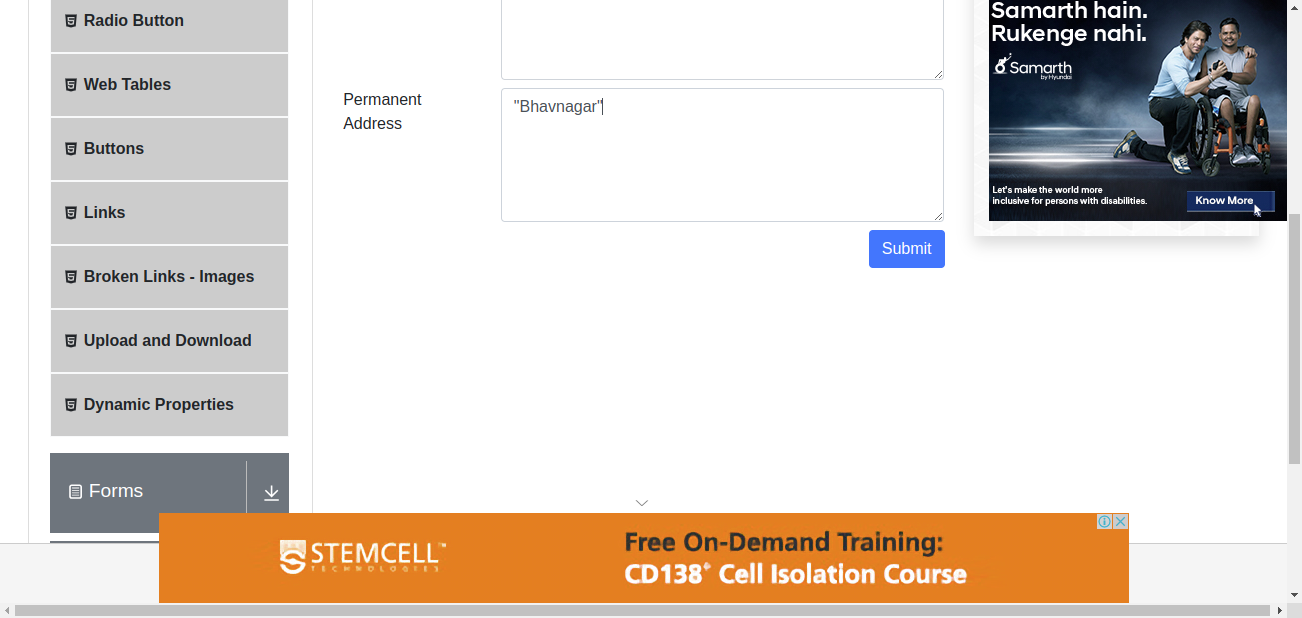 Radio Button
Web Tables
Buttons
Links
Broken Links - Images
Upload and Download
Dynamic Properties
Forms
Permanent
Address
"Bhavnagar"
Submit
Samarth hain.
Rukenge nahi.
Samarth
by Hyundai
Let's make the world more
inclusive for persons with disabilities.
Know More
STEMCELL™
TECHNOLOGIES
Free On-Demand Training:
CD138+ Cell Isolation Course